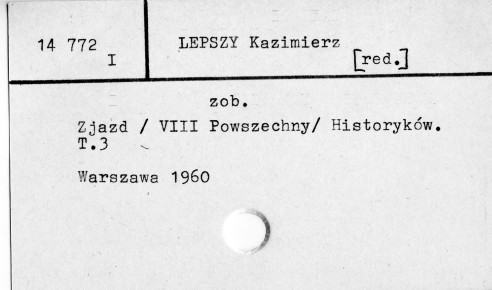 14 772
I
LEPSZY Kazimierz
[red.]
zob.
Zjazd / VIII Powszechny/ Historyków.
T.3
Warszawa 1960